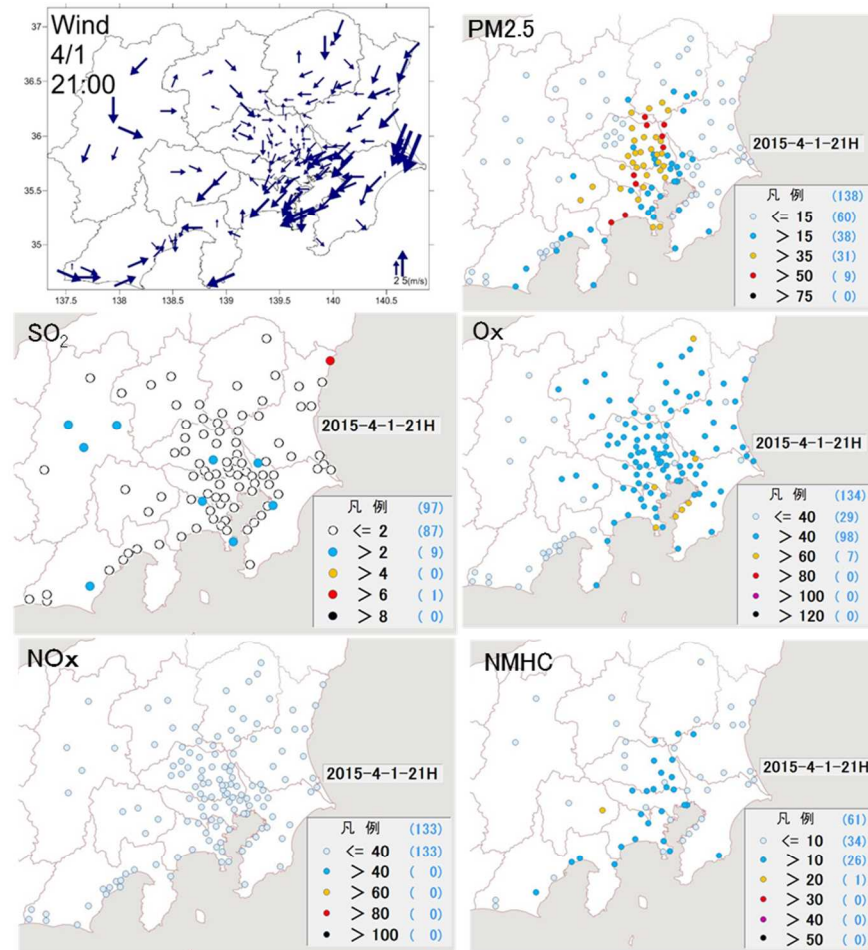 Wind
4/1
21:00
37
36.5
36
35.5
35
137.5 138 138.5 139 139.5 140 140.5
2 5(m/s)
PM2.5
2015-4-1-21H
凡 例 (138)
<= 15 (60)
> 15 (38)
> 35 (31)
> 50 ( 9)
> 75 ( 0)
SO2
2015-4-1-21H
凡 例 (97)
<= 2 (87)
> 2 ( 9)
> 4 ( 0)
> 6 ( 1)
> 8 ( 0)
Ox
2015-4-1-21H
凡 例 (134)
<= 40 (29)
> 40 (98)
> 60 ( 7)
> 80 ( 0)
> 100 ( 0)
> 120 ( 0)
NOx
2015-4-1-21H
凡 例 (133)
<= 40 (133)
> 40 ( 0)
> 60 ( 0)
> 80 ( 0)
> 100 ( 0)
NMHC
2015-4-1-21H
凡 例 (61)
<= 10 (34)
> 10 (26)
> 20 ( 1)
> 30 ( 0)
> 40 ( 0)
> 50 ( 0)